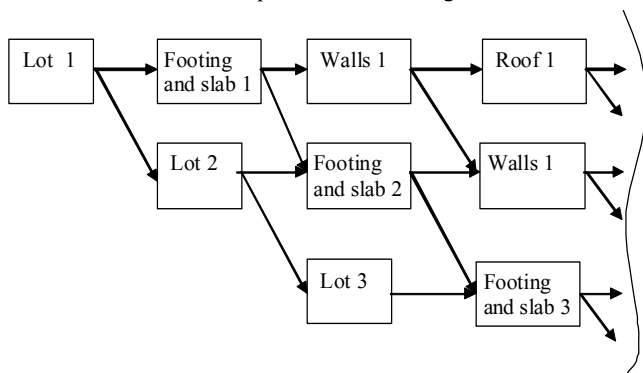 Lot 1
Footing
and slab 1
Walls 1
Roof 1
Lot 2
Footing
and slab 2
Walls 1
Lot 3
Footing
and slab 3